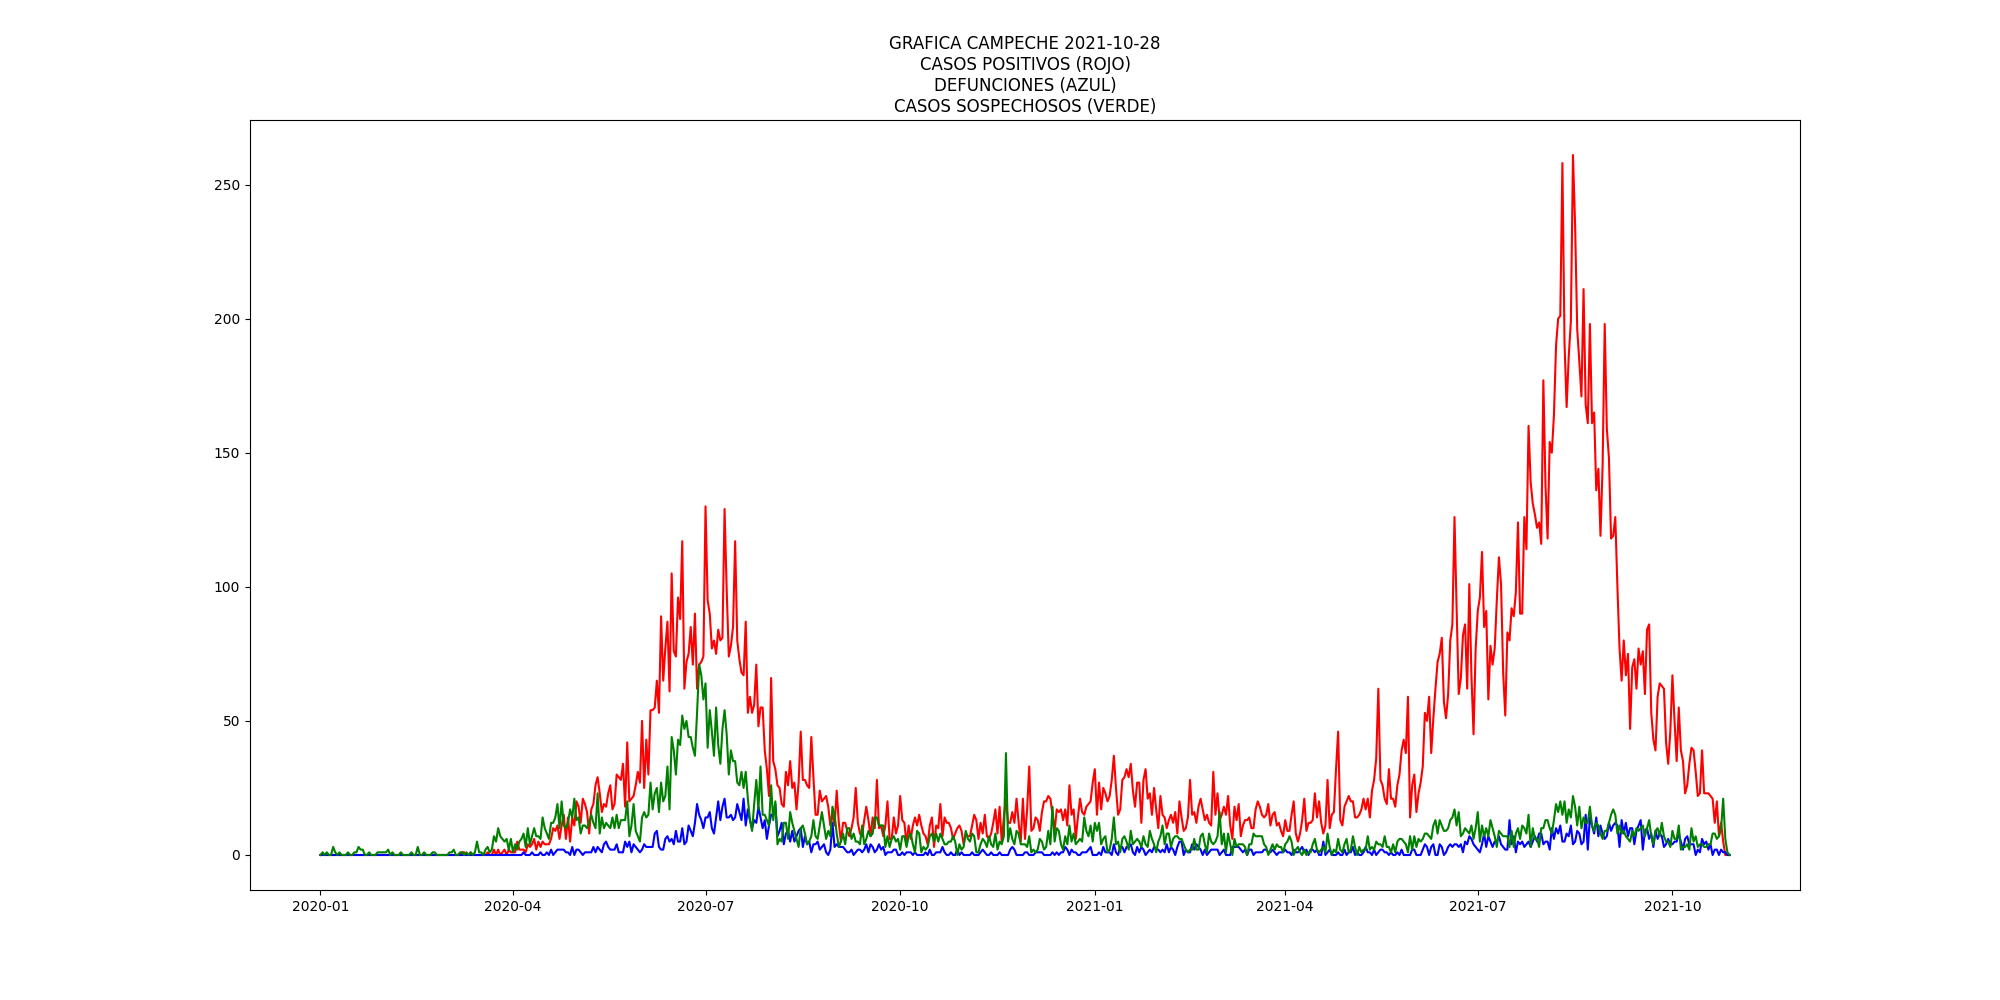 GRAFICA CAMPECHE 2021-10-28
CASOS POSITIVOS (ROJO)
DEFUNCIONES (AZUL)
CASOS SOSPECHOSOS (VERDE)
250
200
150
100
50
0
2020-01 2020-04 2020-07 2020-10 2021-01 2021-04 2021-07 2021-10